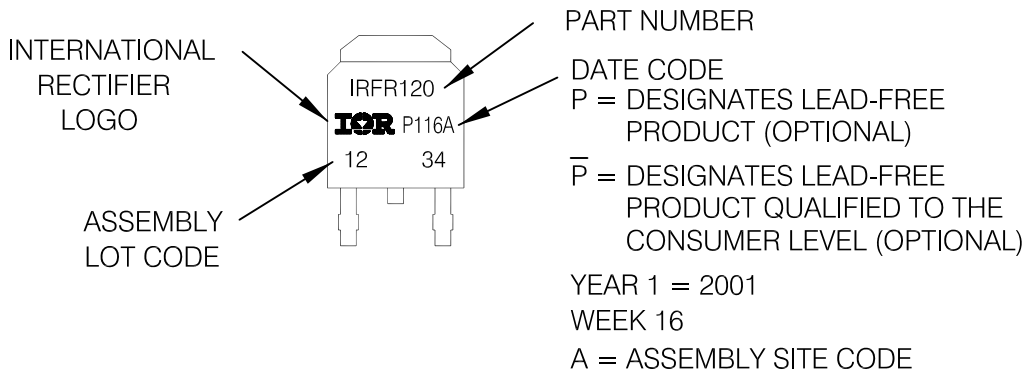 INTERNATIONAL
RECTIFIER
LOGO
ASSEMBLY
LOT CODE
IRFR120
IOR P116A
12 34
PART NUMBER
DATE CODE
P = DESIGNATES LEAD-FREE
PRODUCT (OPTIONAL)
P̅ = DESIGNATES LEAD-FREE
PRODUCT QUALIFIED TO THE
CONSUMER LEVEL (OPTIONAL)
YEAR 1 = 2001
WEEK 16
A = ASSEMBLY SITE CODE